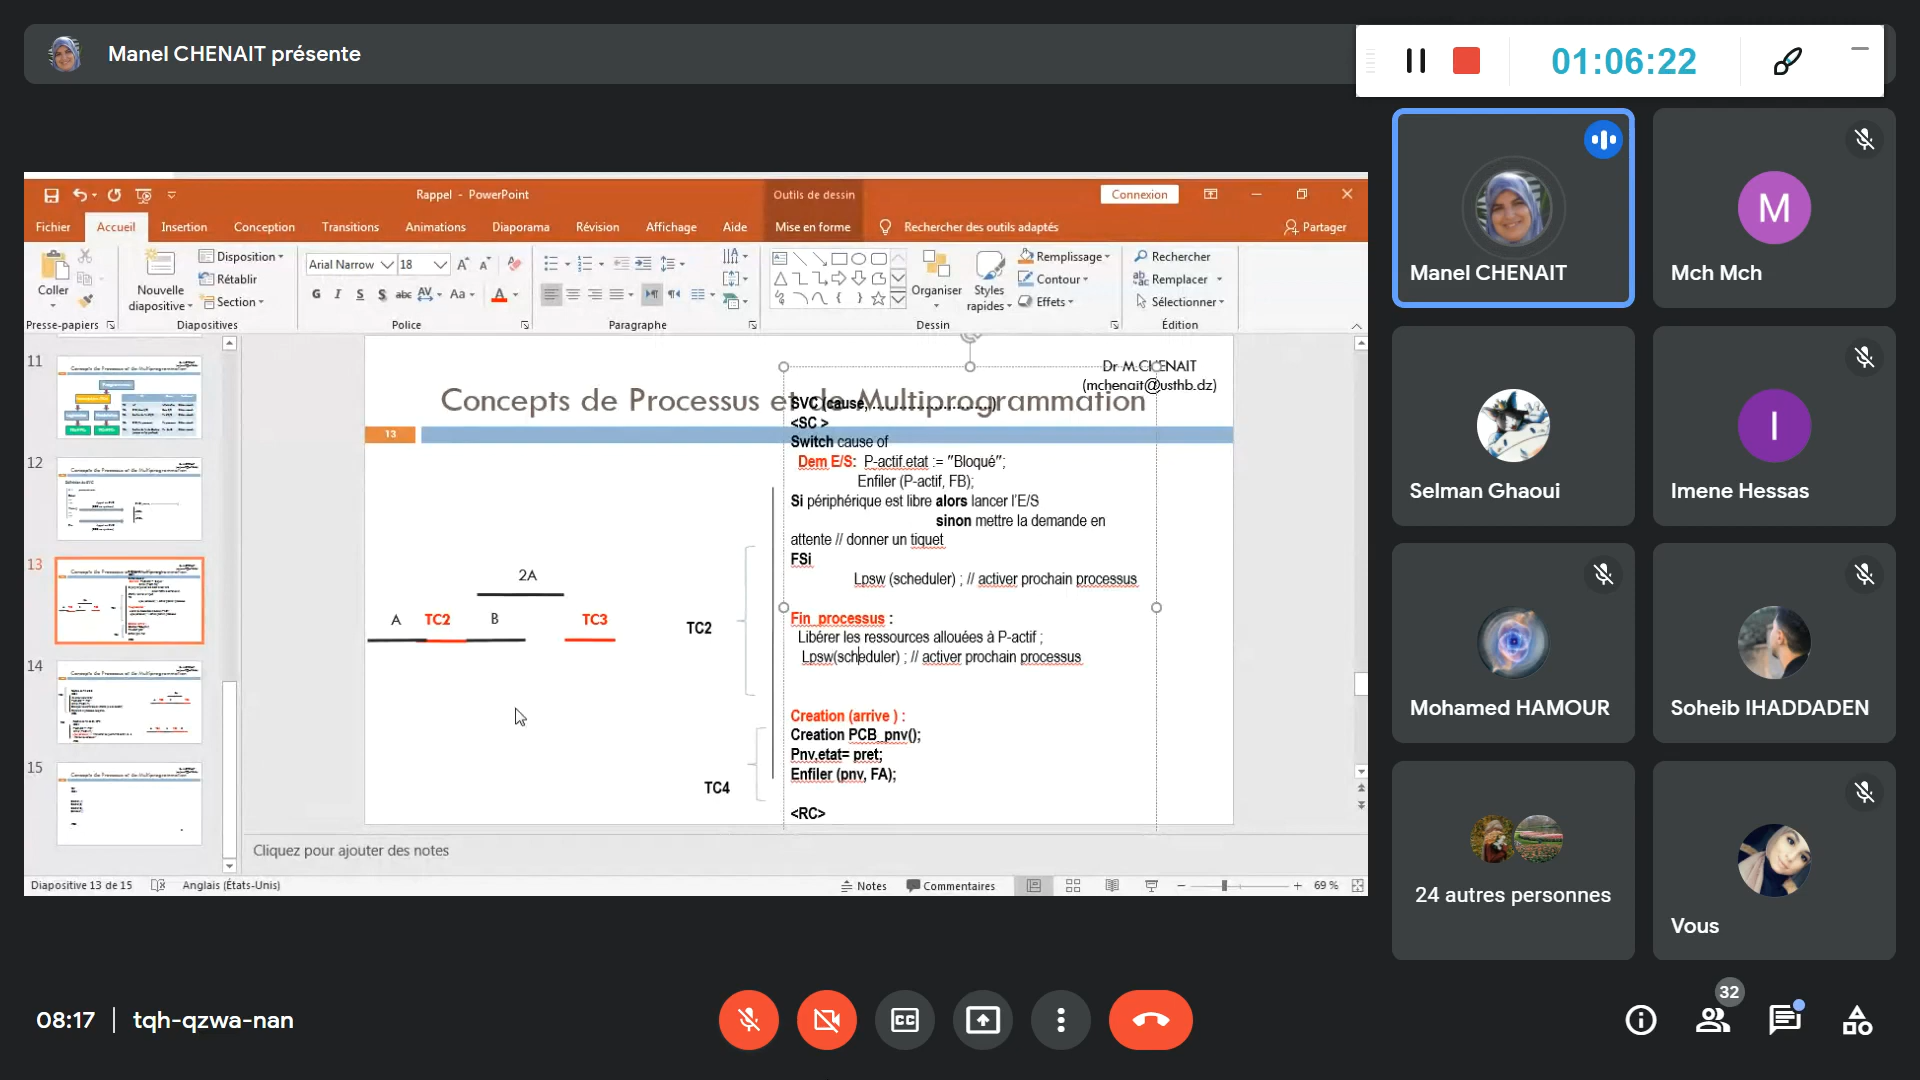 Manel CHENAIT présente
01:06:22
Rappel - PowerPoint
Outils de dessin
Connexion
Fichier
Accueil
Insertion
Conception
Transitions
Animations
Diaporama
Révision
Affichage
Aide
Mise en forme
Rechercher des outils adaptés
Partager
Coller
Nouvelle
diapositive
Disposition
Rétablir
Section
Arial Narrow
18
G I S S abc AV Aa A
Organiser
Styles
rapides
Remplissage
Contour
Effets
Rechercher
Remplacer
Sélectionner
Presse-papiers
Diapositives
Police
Paragraphe
Dessin
Édition
11
12
13
14
15
Dr M.CHENAIT
(mchenait@usthb.dz)
Concepts de Processus et de Multiprogrammation
13
SVC (cause,..............................)
<SC >
Switch cause of
Dem E/S: P-actif.etat := "Bloqué";
Enfiler (P-actif, FB);
Si périphérique est libre alors lancer l'E/S
sinon mettre la demande en
attente // donner un tiquet
FSi
Lpsw (scheduler) ; // activer prochain processus
Fin_processus :
Libérer les ressources allouées à P-actif ;
Lpsw(scheduler) ; // activer prochain processus
Creation (arrive ) :
Creation PCB_pnv();
Pnv.etat= pret;
Enfiler (pnv, FA);
<RC>
2A
A
TC2
B
TC3
TC2
TC4
Cliquez pour ajouter des notes
Diapositive 13 de 15
Anglais (États-Unis)
Notes
Commentaires
69 %
Manel CHENAIT
M
Mch Mch
Selman Ghaoui
I
Imene Hessas
Mohamed HAMOUR
Soheib IHADDADEN
24 autres personnes
Vous
08:17
tqh-qzwa-nan
CC
32